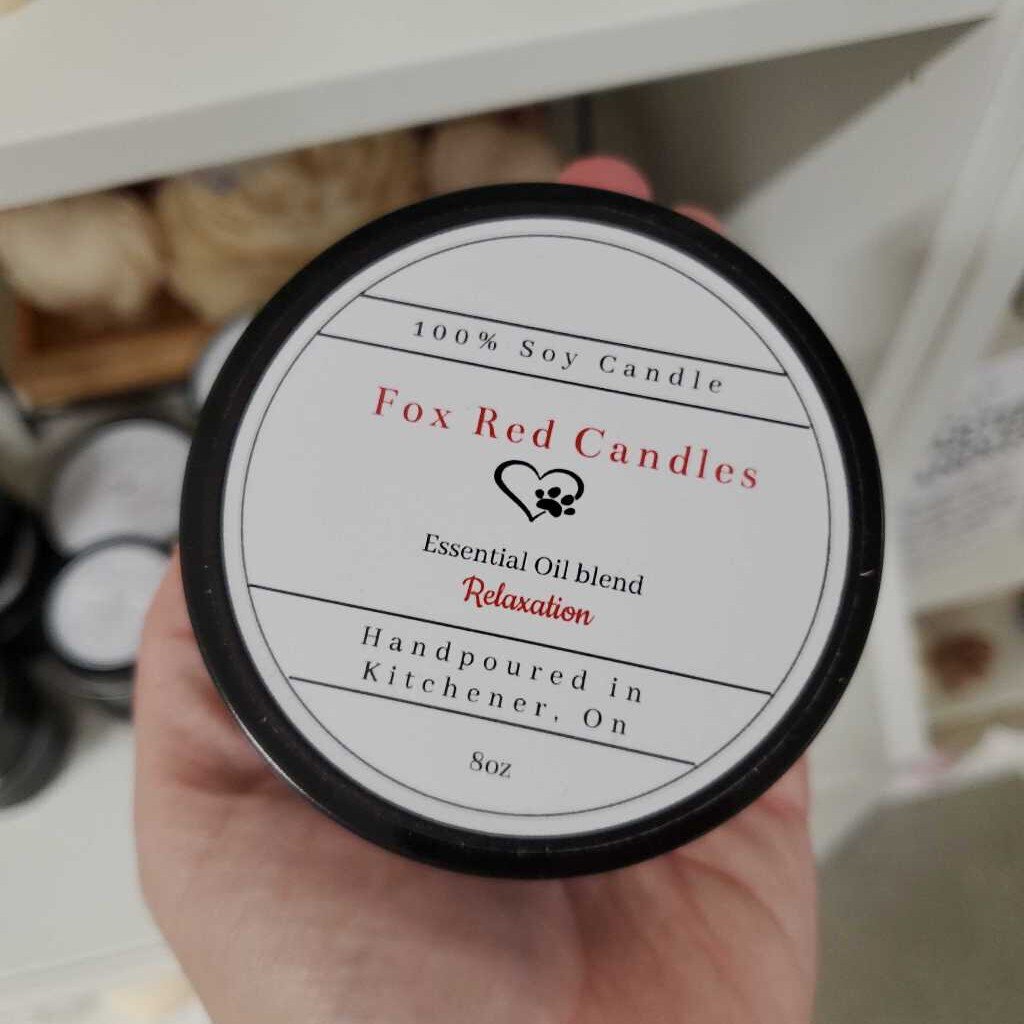 100% Soy Candle
Fox Red Candles
Essential Oil blend
Relaxation
Handpoured in
Kitchener, On
8oz